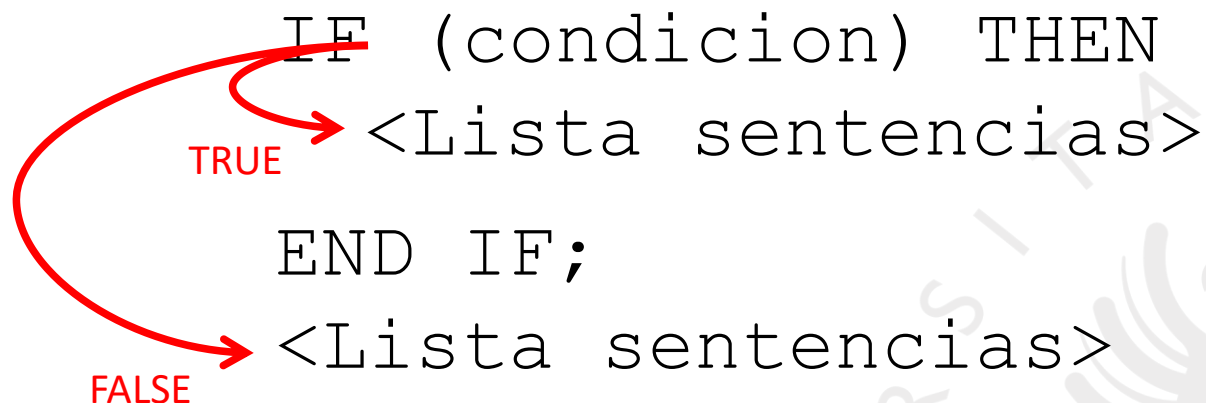 IF (condicion) THEN
<Lista sentencias>
TRUE
END IF;
<Lista sentencias>
FALSE
R S I T A